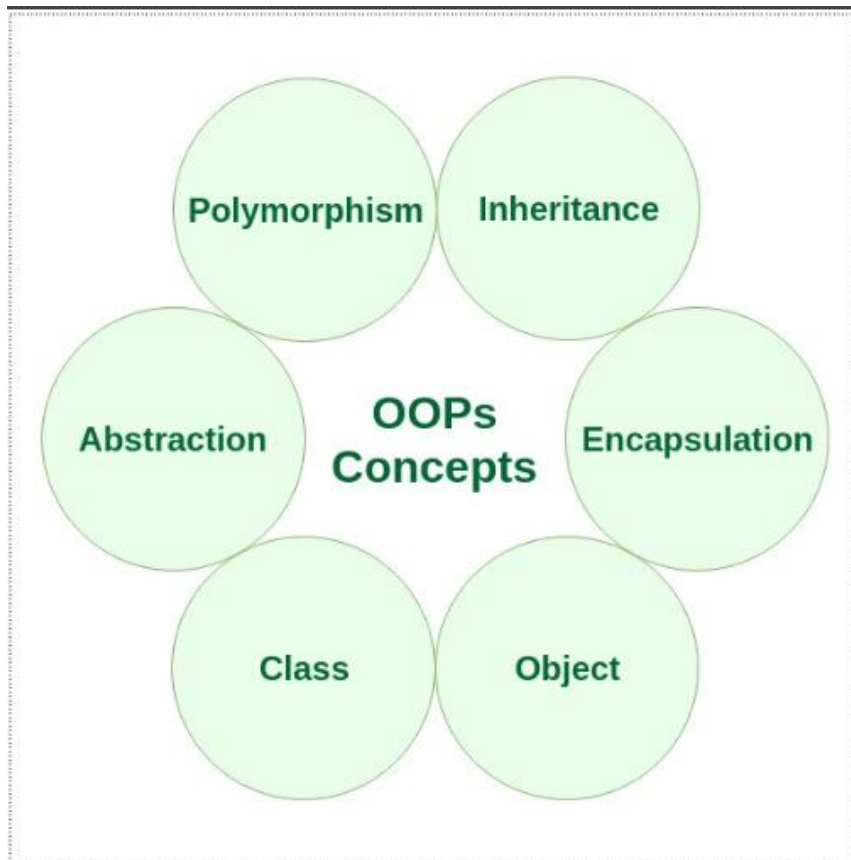 Polymorphism
Inheritance
Abstraction
OOPs
Concepts
Encapsulation
Class
Object